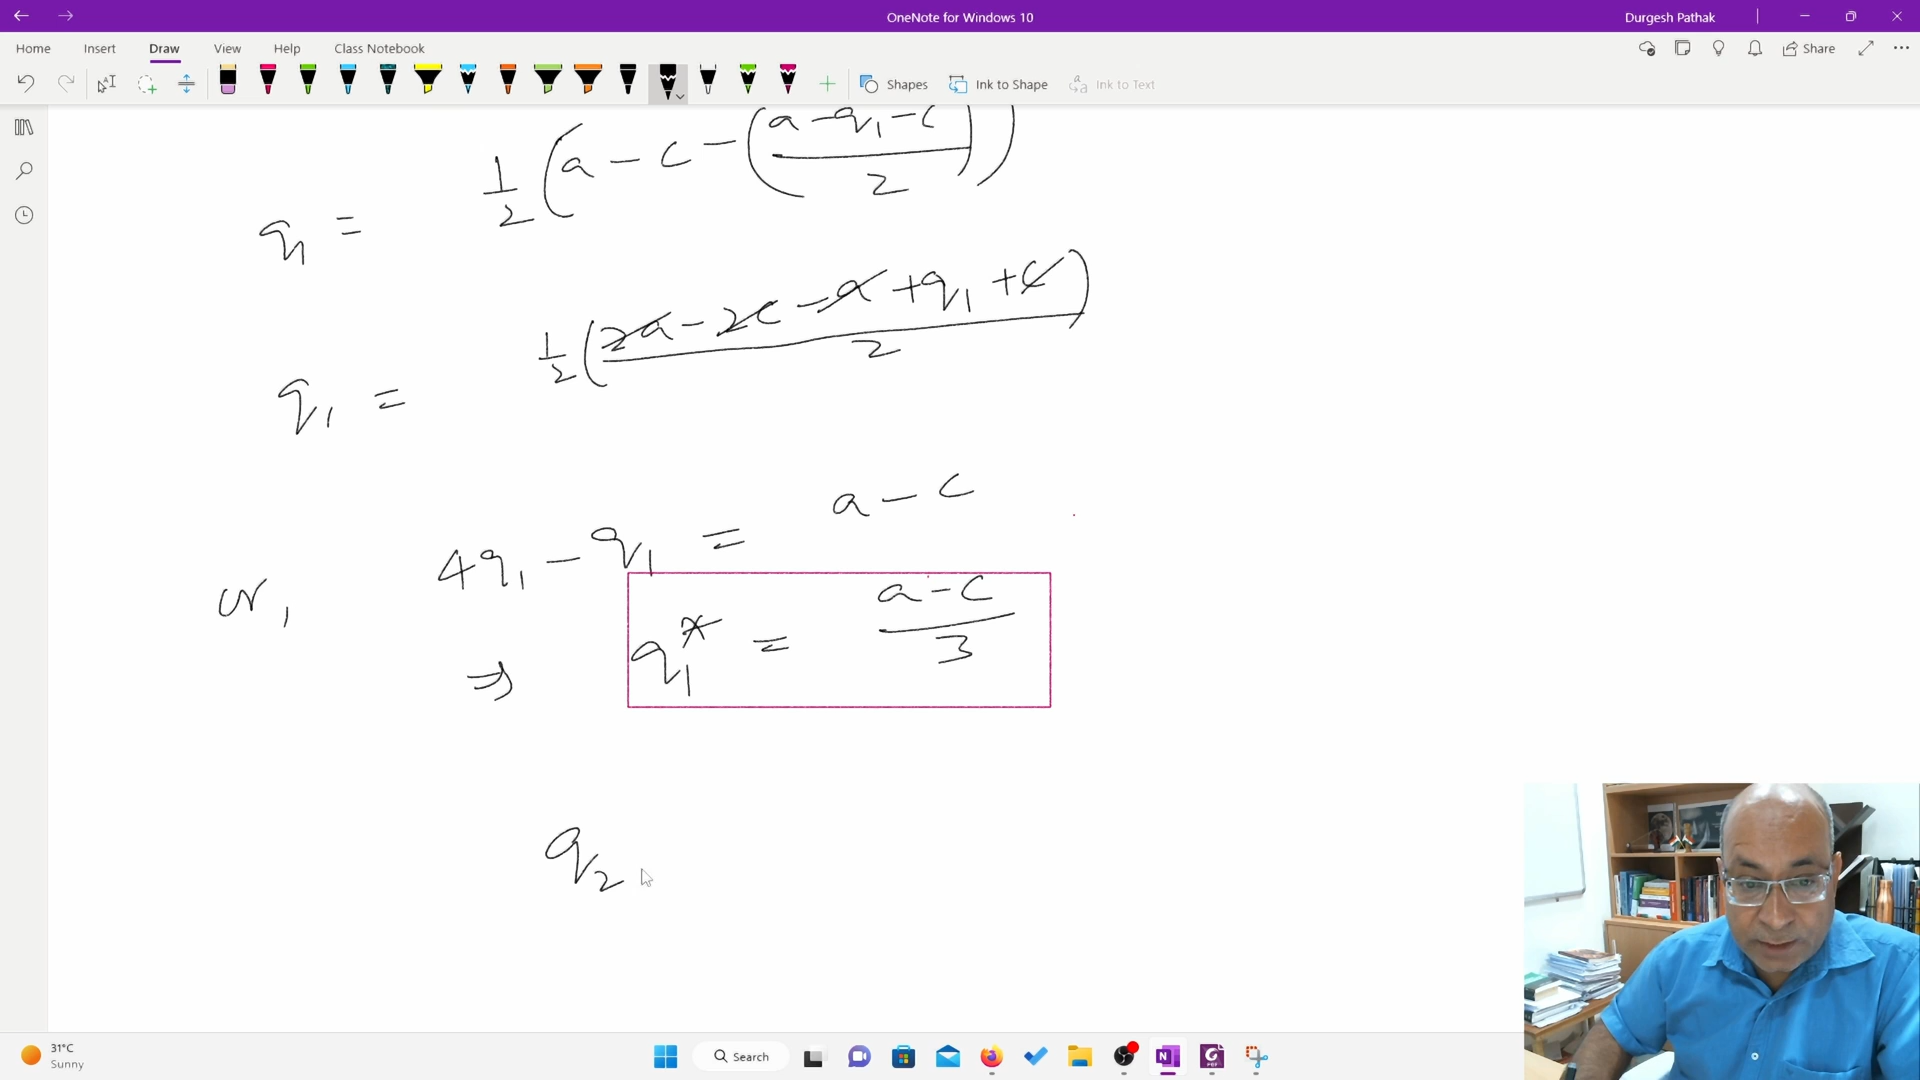 OneNote for Windows 10
Durgesh Pathak
Home Insert Draw View Help Class Notebook
Share
Shapes Ink to Shape Ink to Text
q₁ = 1/2 (a - c - ((a - q₁ - c)/2))
q₁ = 1/2 ((2a - 2c - a + q₁ + c)/2)
or, 4q₁ - q₁ = a - c
⇒ q₁* = (a - c)/3
q₂
31°C
Sunny
Search